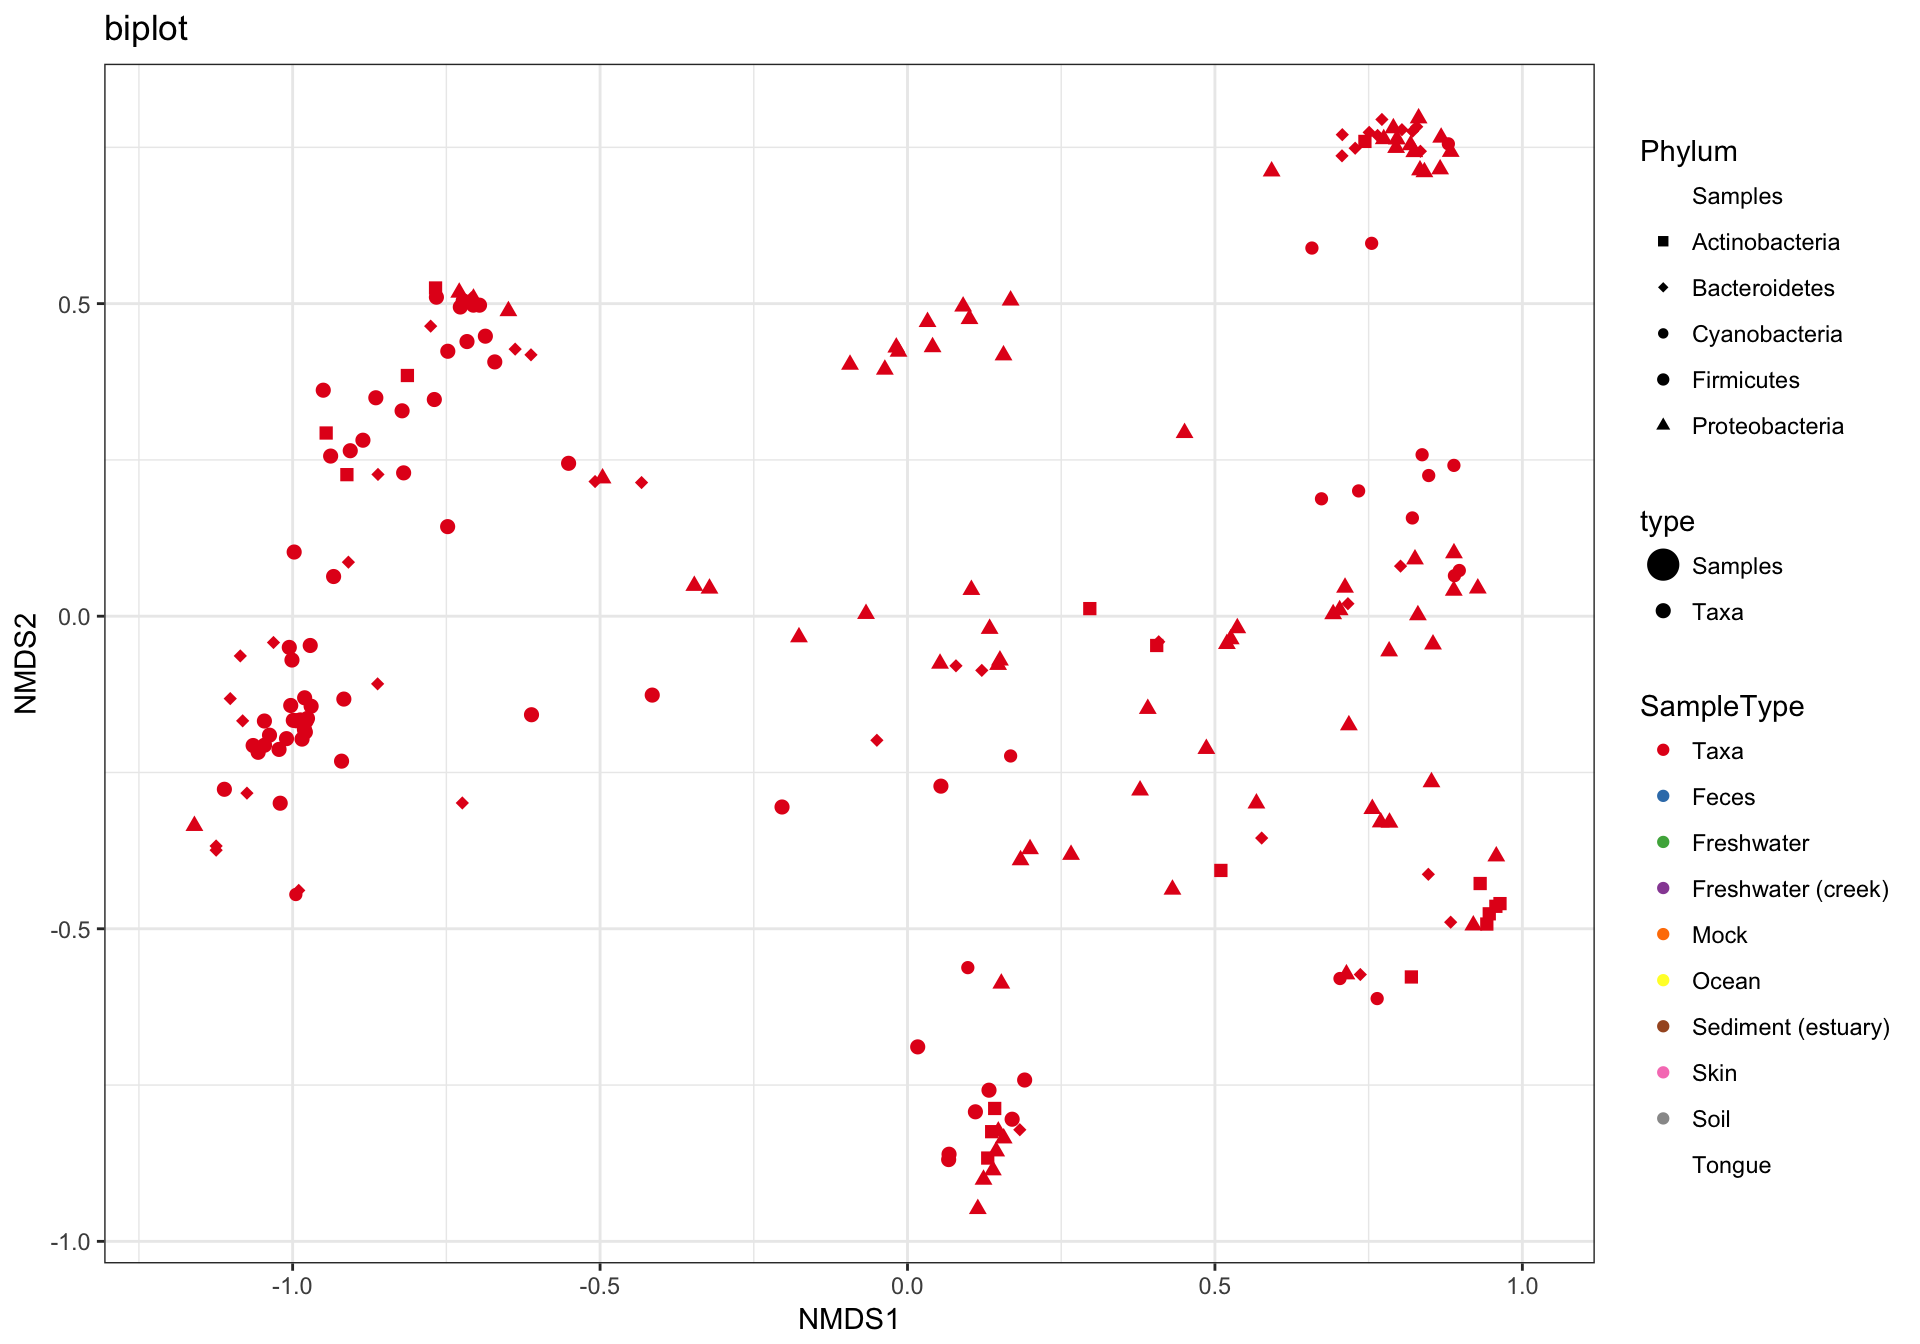 biplot
0.5
0.0
-0.5
-1.0
NMDS2
-1.0
-0.5
0.0
0.5
1.0
NMDS1
Phylum
Samples
Actinobacteria
Bacteroidetes
Cyanobacteria
Firmicutes
Proteobacteria
type
Samples
Taxa
SampleType
Taxa
Feces
Freshwater
Freshwater (creek)
Mock
Ocean
Sediment (estuary)
Skin
Soil
Tongue